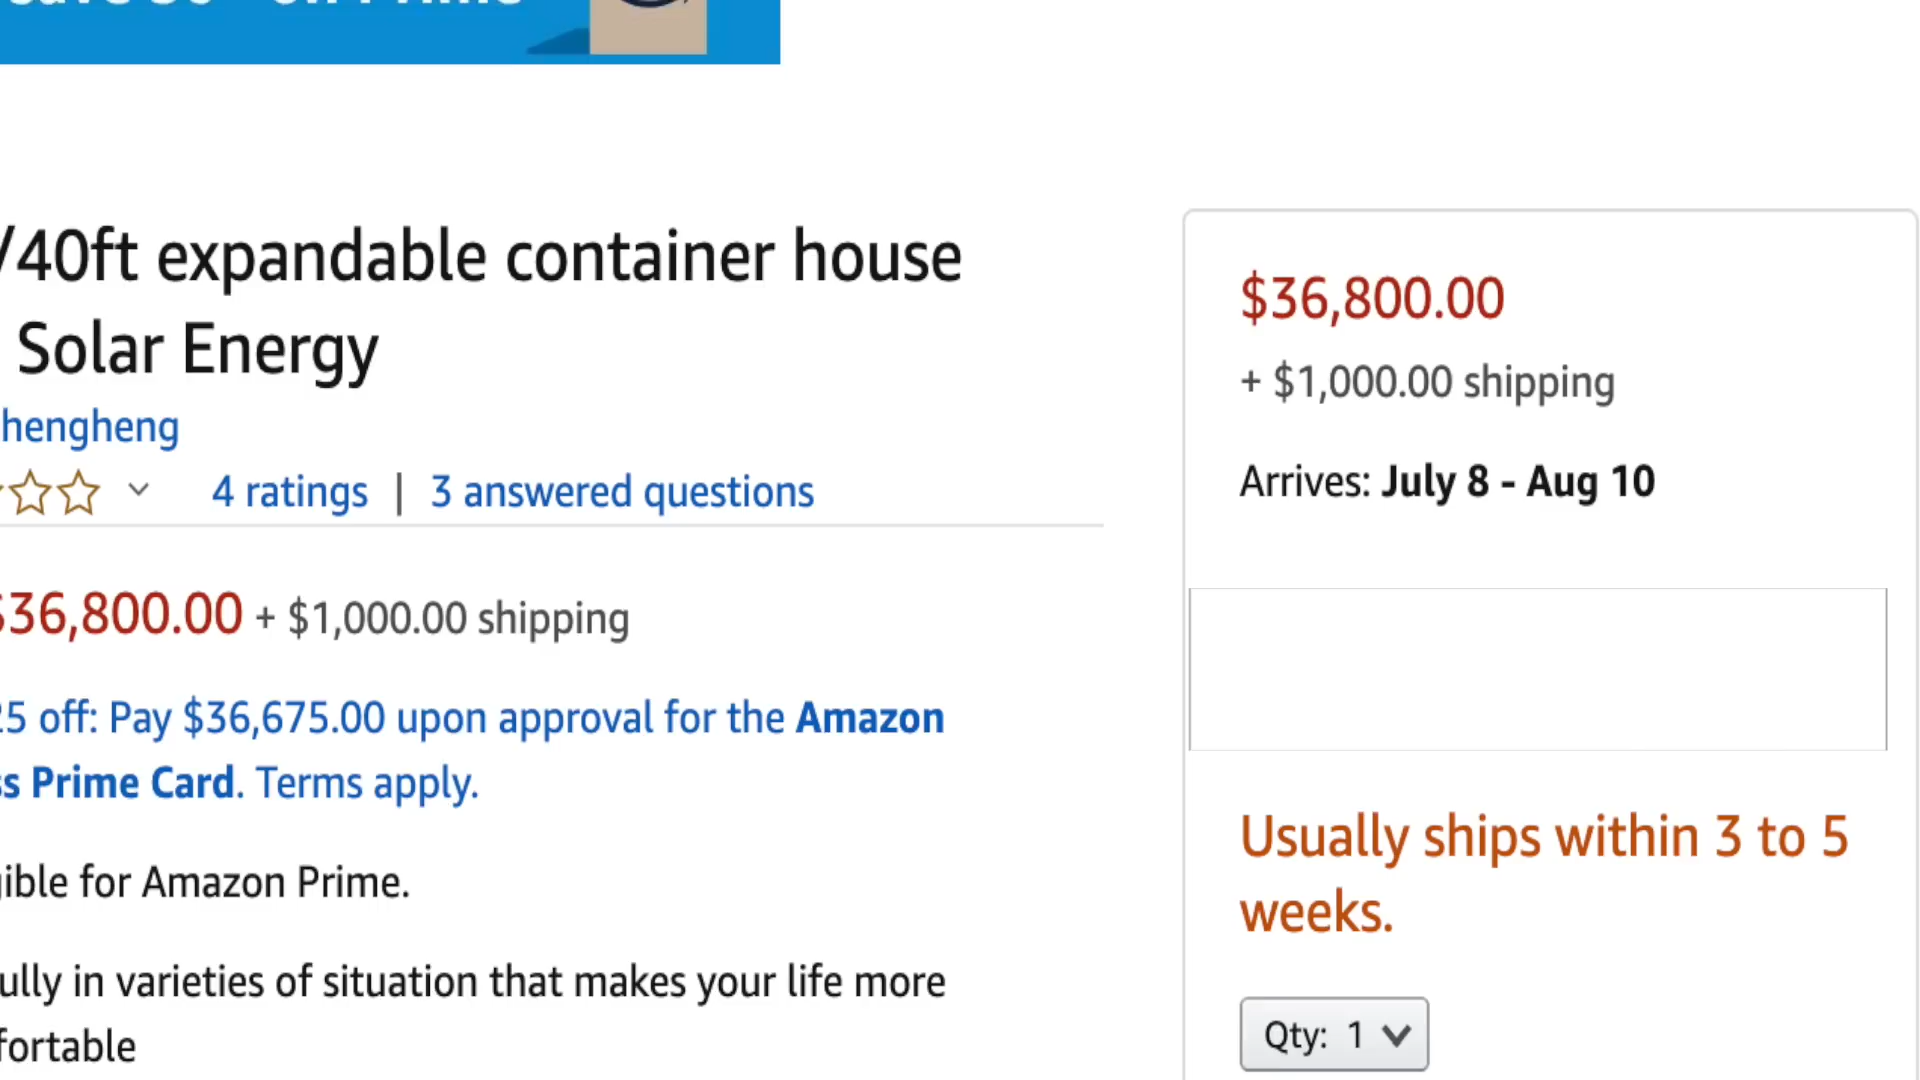 /40ft expandable container house
Solar Energy
hengheng
4 ratings | 3 answered questions
$36,800.00 + $1,000.00 shipping
25 off: Pay $36,675.00 upon approval for the Amazon
ss Prime Card. Terms apply.
gible for Amazon Prime.
ully in varieties of situation that makes your life more
fortable
$36,800.00
+ $1,000.00 shipping
Arrives: July 8 - Aug 10
Usually ships within 3 to 5
weeks.
Qty: 1